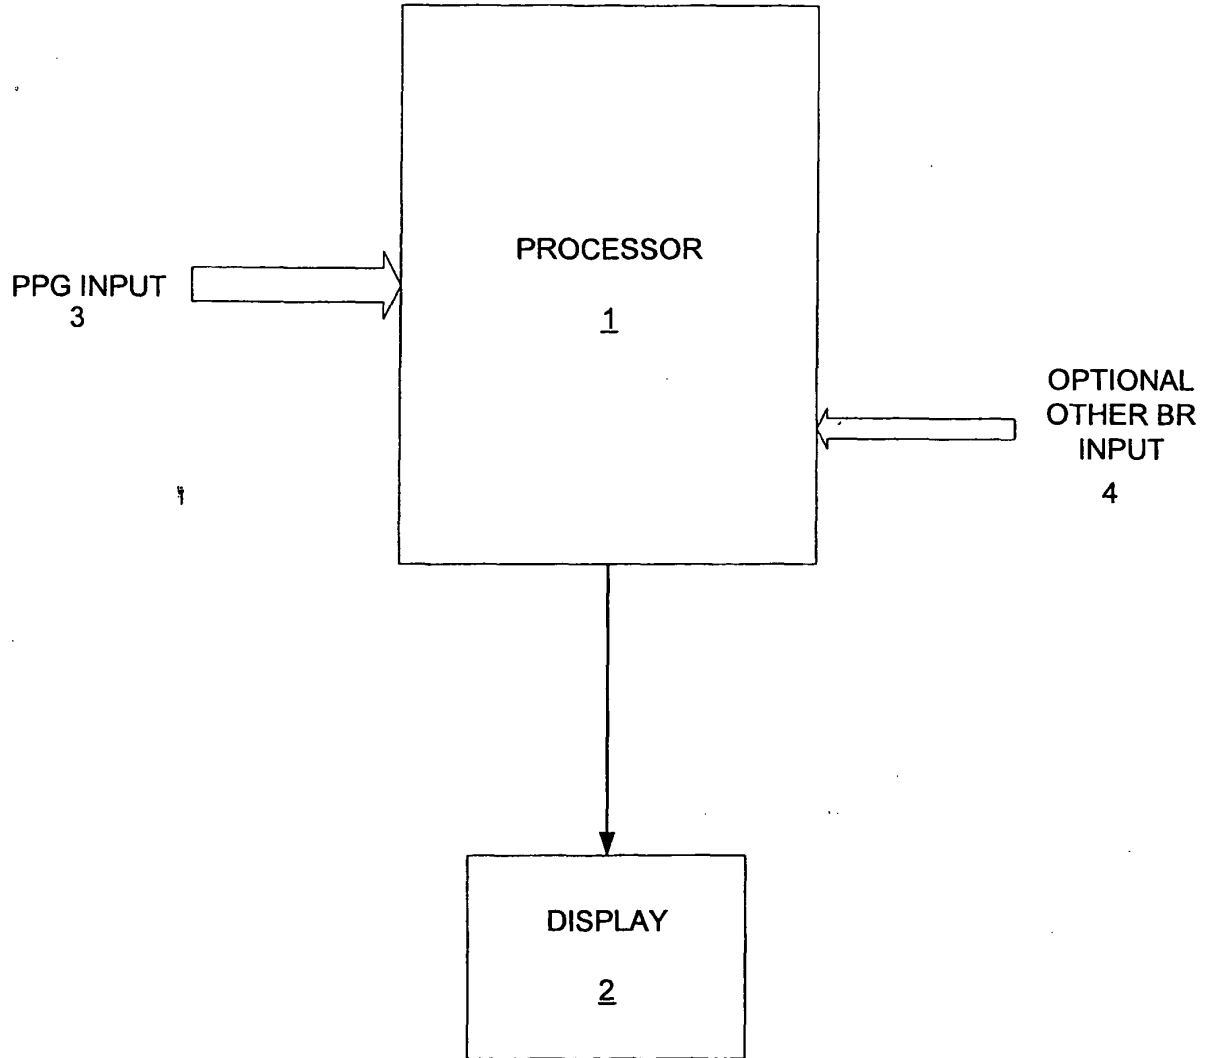 PROCESSOR
1
PPG INPUT
3
OPTIONAL
OTHER BR
INPUT
4
DISPLAY
2